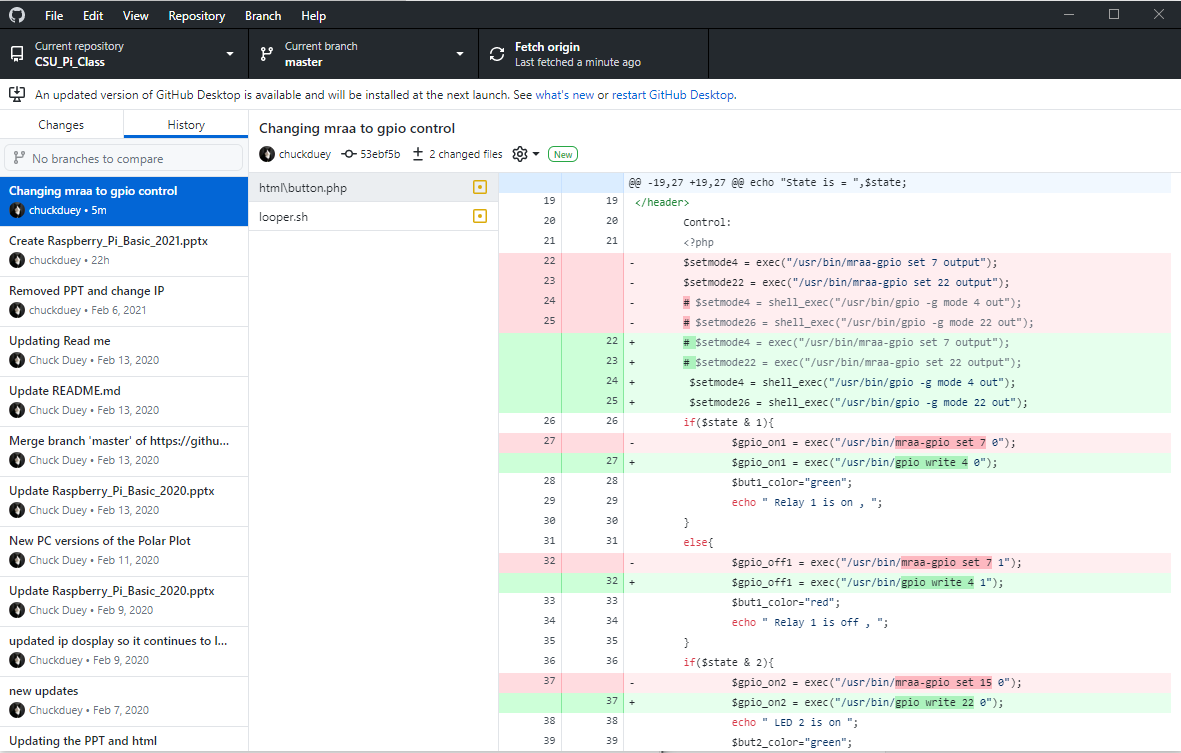 File Edit View Repository Branch Help
Current repository
CSU_Pi_Class
Current branch
master
Fetch origin
Last fetched a minute ago
An updated version of GitHub Desktop is available and will be installed at the next launch. See what's new or restart GitHub Desktop.
Changes History
No branches to compare
Changing mraa to gpio control
chuckduey • 5m
Create Raspberry_Pi_Basic_2021.pptx
chuckduey • 22h
Removed PPT and change IP
chuckduey • Feb 6, 2021
Updating Read me
Chuck Duey • Feb 13, 2020
Update README.md
Chuck Duey • Feb 13, 2020
Merge branch 'master' of https://githu...
Chuck Duey • Feb 13, 2020
Update Raspberry_Pi_Basic_2020.pptx
Chuck Duey • Feb 13, 2020
New PC versions of the Polar Plot
Chuck Duey • Feb 11, 2020
Update Raspberry_Pi_Basic_2020.pptx
Chuck Duey • Feb 9, 2020
updated ip dosplay so it continues to l...
Chuckduey • Feb 9, 2020
new updates
Chuckduey • Feb 7, 2020
Updating the PPT and html
Changing mraa to gpio control
chuckduey 53ebf5b 2 changed files New
html\button.php
looper.sh
@@ -19,27 +19,27 @@ echo "State is = ",$state;
19 19 </header>
20 20 Control:
21 21 <?php
22 - $setmode4 = exec("/usr/bin/mraa-gpio set 7 output");
23 - $setmode22 = exec("/usr/bin/mraa-gpio set 22 output");
24 - # $setmode4 = shell_exec("/usr/bin/gpio -g mode 4 out");
25 - # $setmode26 = shell_exec("/usr/bin/gpio -g mode 22 out");
22 + # $setmode4 = exec("/usr/bin/mraa-gpio set 7 output");
23 + # $setmode22 = exec("/usr/bin/mraa-gpio set 22 output");
24 + $setmode4 = shell_exec("/usr/bin/gpio -g mode 4 out");
25 + $setmode26 = shell_exec("/usr/bin/gpio -g mode 22 out");
26 26 if($state & 1){
27 - $gpio_on1 = exec("/usr/bin/mraa-gpio set 7 0");
27 + $gpio_on1 = exec("/usr/bin/gpio write 4 0");
28 28 $but1_color="green";
29 29 echo " Relay 1 is on , ";
30 30 }
31 31 else{
32 - $gpio_off1 = exec("/usr/bin/mraa-gpio set 7 1");
32 + $gpio_off1 = exec("/usr/bin/gpio write 4 1");
33 33 $but1_color="red";
34 34 echo " Relay 1 is off , ";
35 35 }
36 36 if($state & 2){
37 - $gpio_on2 = exec("/usr/bin/mraa-gpio set 15 0");
37 + $gpio_on2 = exec("/usr/bin/gpio write 22 0");
38 38 echo " LED 2 is on ";
39 39 $but2_color="green";